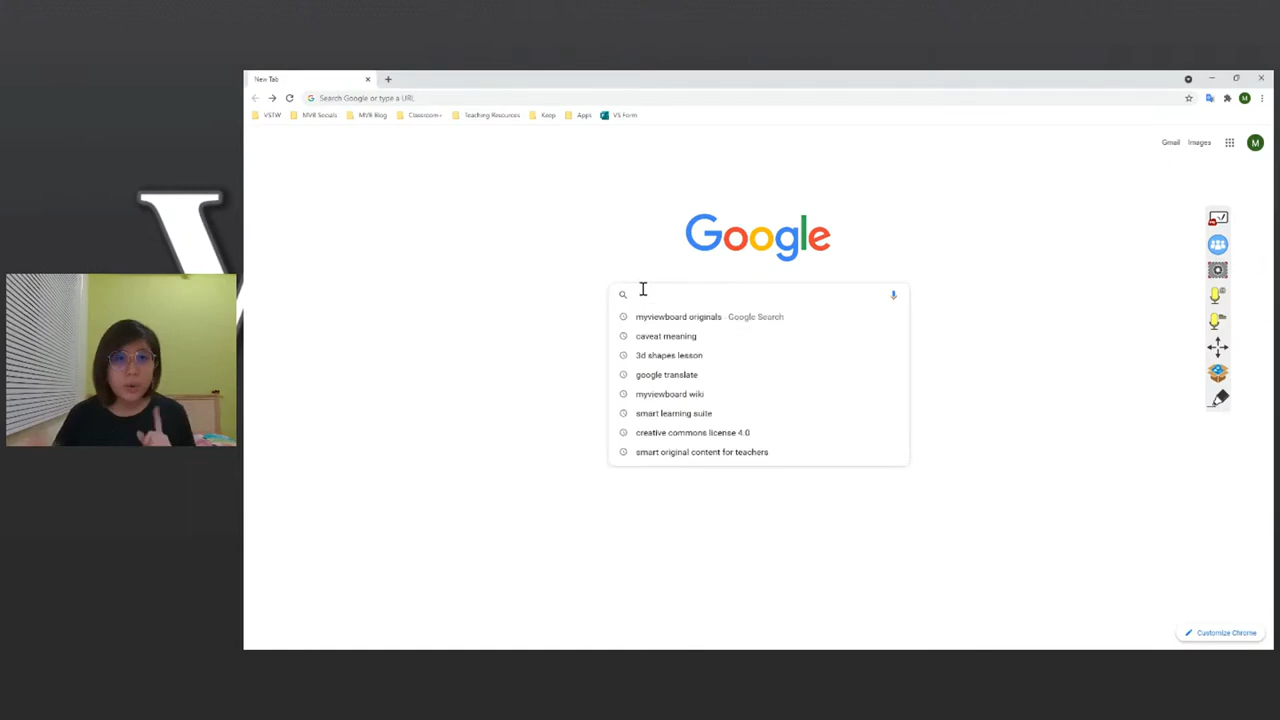 New Tab
Search Google or type a URL
VSTW MVB Socials MVB Blog Classroom+ Teaching Resources Keep Apps VS Form
Gmail Images M
M
Google
myviewboard originals - Google Search
caveat meaning
3d shapes lesson
google translate
myviewboard wiki
smart learning suite
creative commons license 4.0
smart original content for teachers
Customize Chrome